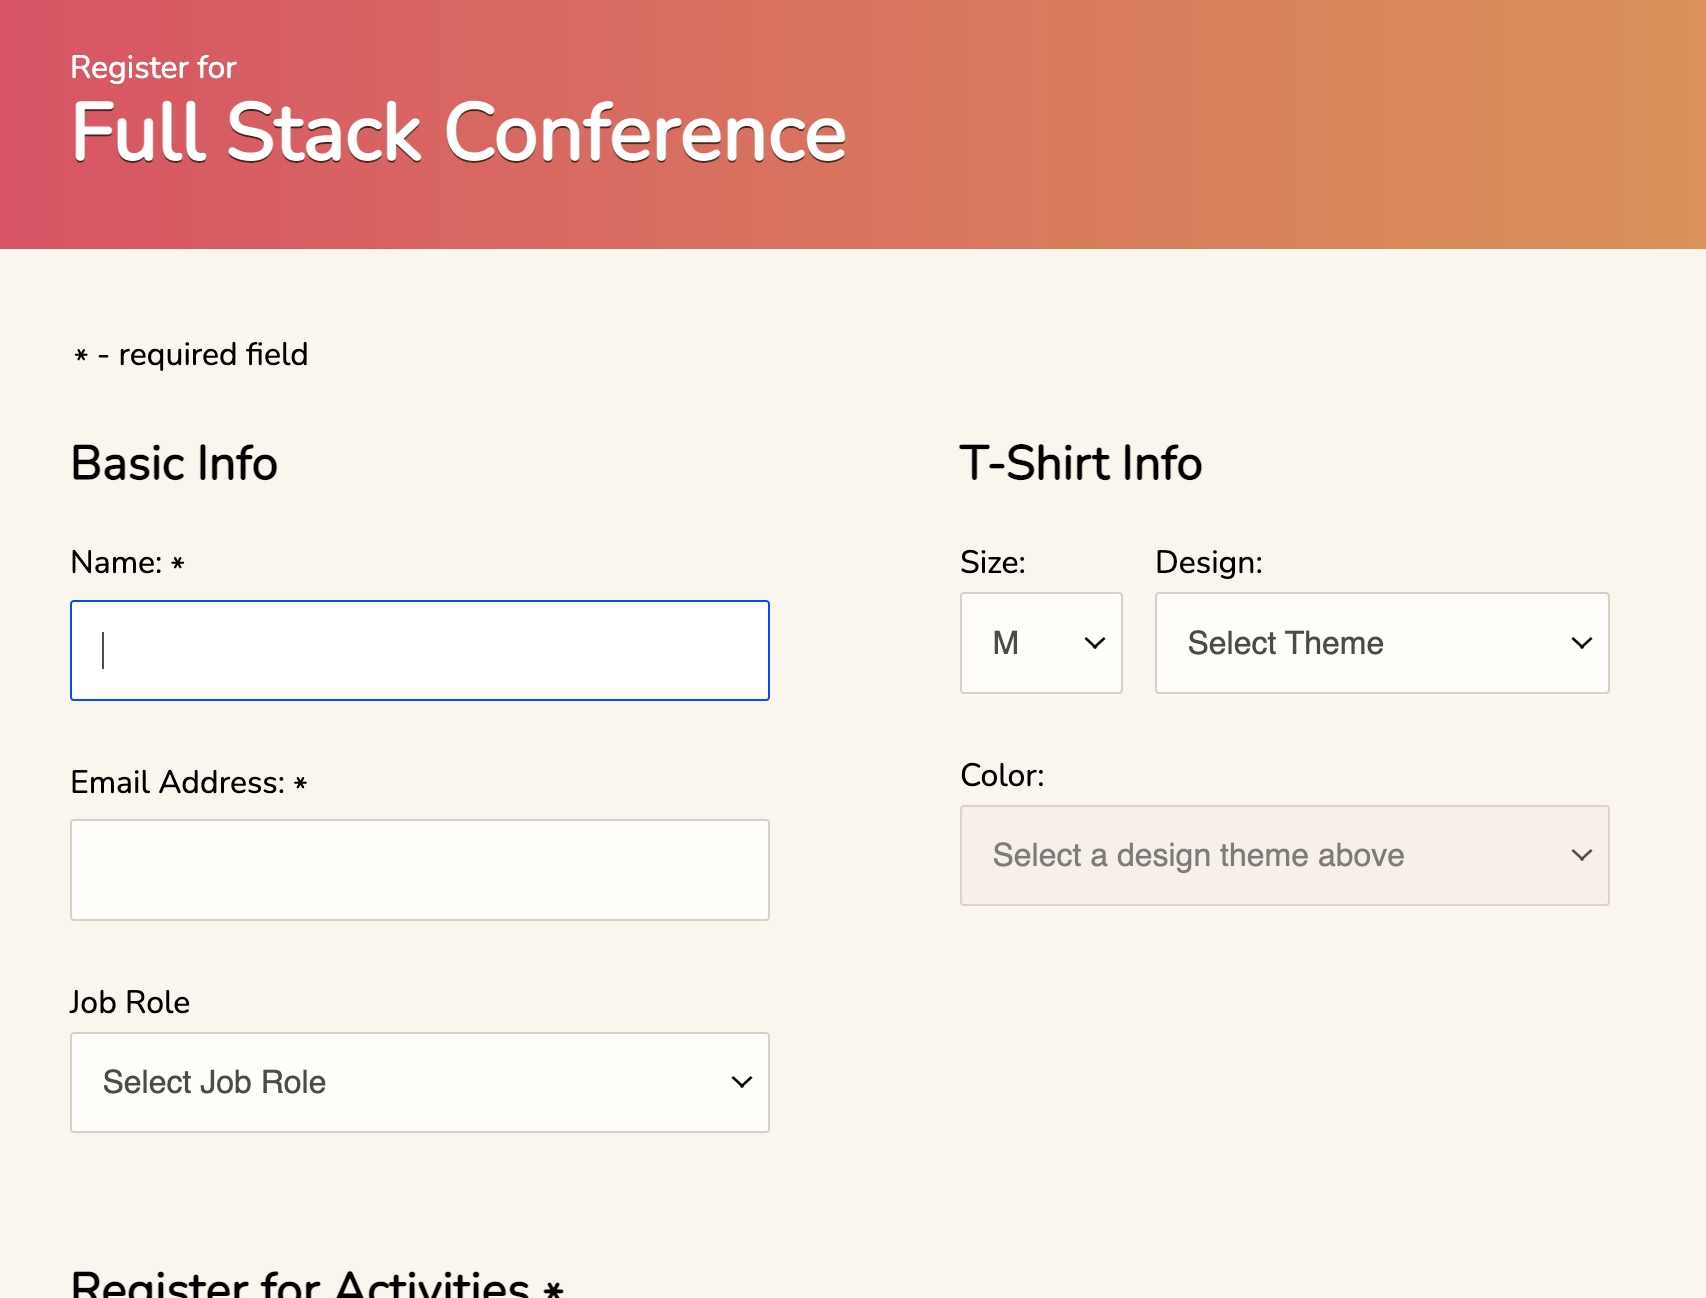 Register for
Full Stack Conference
* - required field
Basic Info
Name: *
Email Address: *
Job Role
Select Job Role
T-Shirt Info
Size:
M
Design:
Select Theme
Color:
Select a design theme above
Register for Activities *